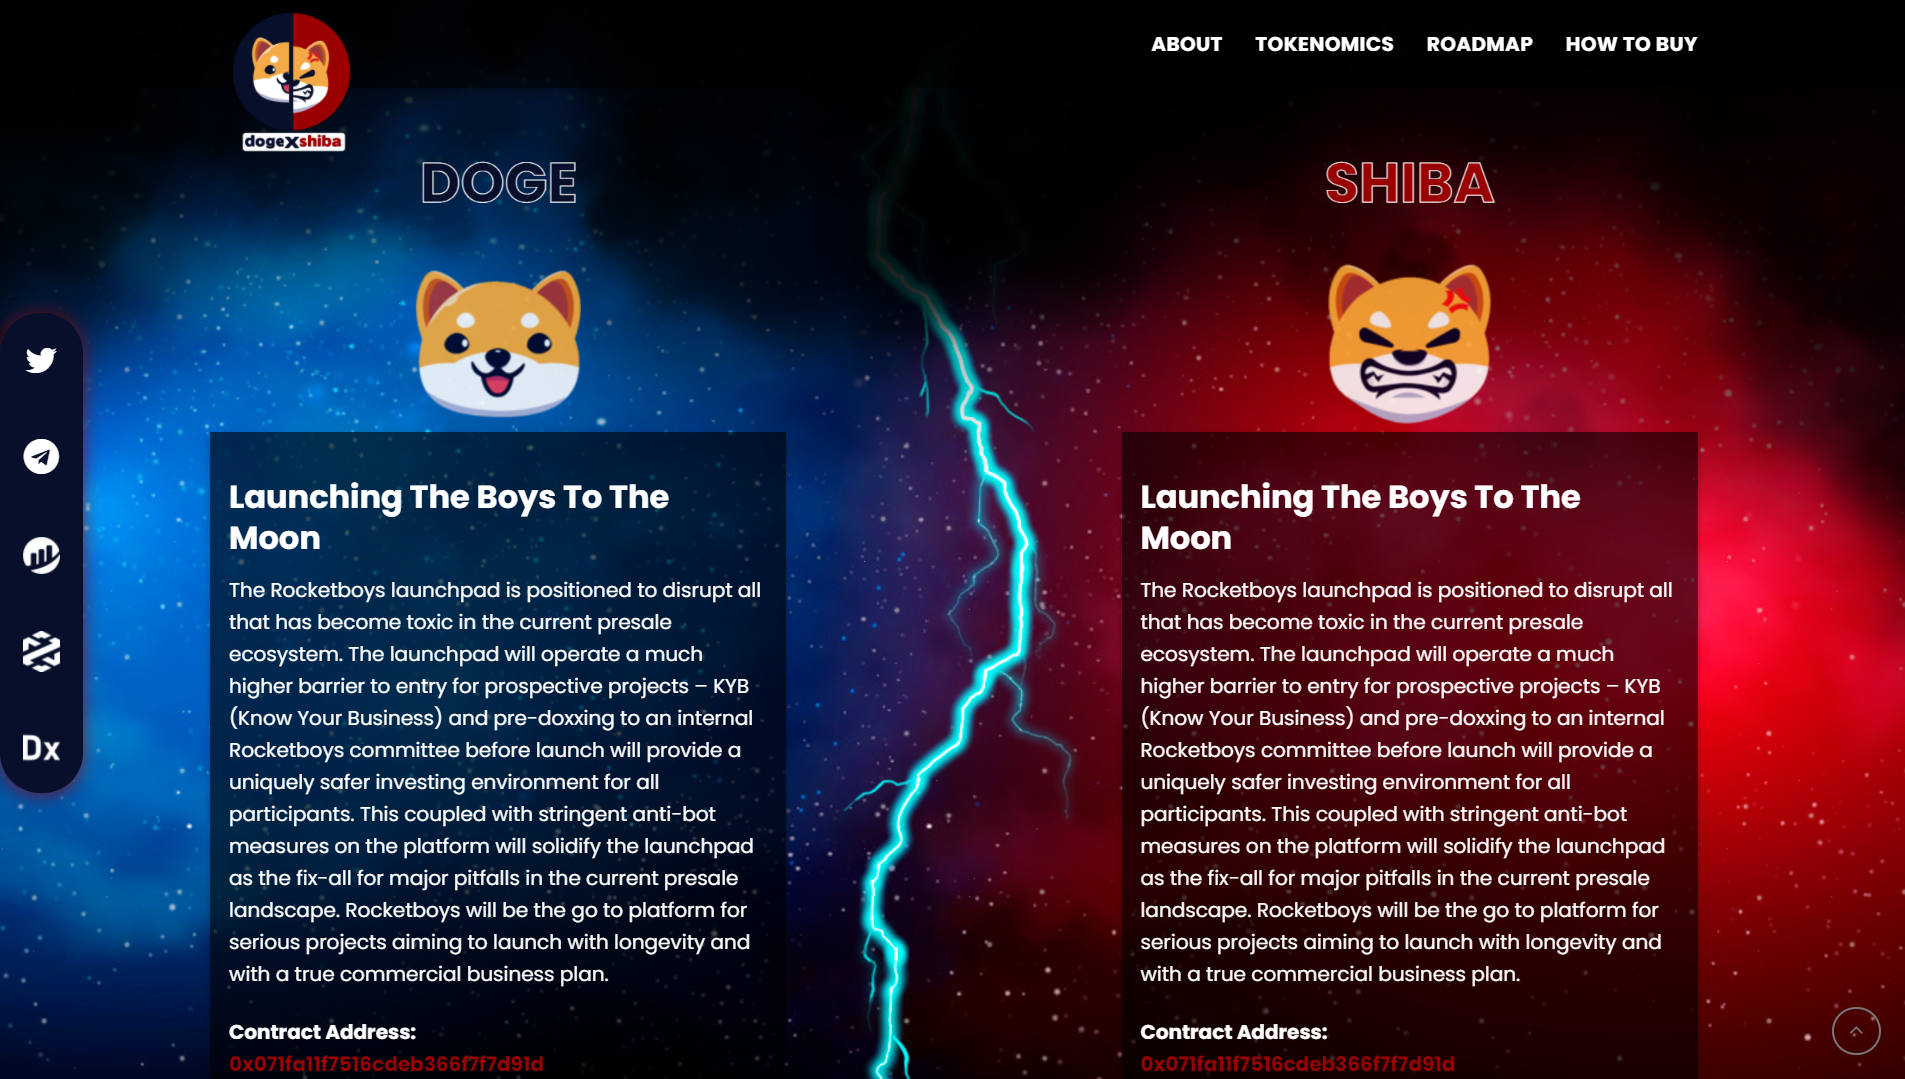 ABOUT TOKENOMICS ROADMAP HOW TO BUY
dogeXshiba
DOGE
Launching The Boys To The
Moon
The Rocketboys launchpad is positioned to disrupt all
that has become toxic in the current presale
ecosystem. The launchpad will operate a much
higher barrier to entry for prospective projects – KYB
(Know Your Business) and pre-doxxing to an internal
Rocketboys committee before launch will provide a
uniquely safer investing environment for all
participants. This coupled with stringent anti-bot
measures on the platform will solidify the launchpad
as the fix-all for major pitfalls in the current presale
landscape. Rocketboys will be the go to platform for
serious projects aiming to launch with longevity and
with a true commercial business plan.
Contract Address:
0x071fa11f7516cdeb366f7f7d91d
SHIBA
Launching The Boys To The
Moon
The Rocketboys launchpad is positioned to disrupt all
that has become toxic in the current presale
ecosystem. The launchpad will operate a much
higher barrier to entry for prospective projects – KYB
(Know Your Business) and pre-doxxing to an internal
Rocketboys committee before launch will provide a
uniquely safer investing environment for all
participants. This coupled with stringent anti-bot
measures on the platform will solidify the launchpad
as the fix-all for major pitfalls in the current presale
landscape. Rocketboys will be the go to platform for
serious projects aiming to launch with longevity and
with a true commercial business plan.
Contract Address:
0x071fa11f7516cdeb366f7f7d91d
Dx